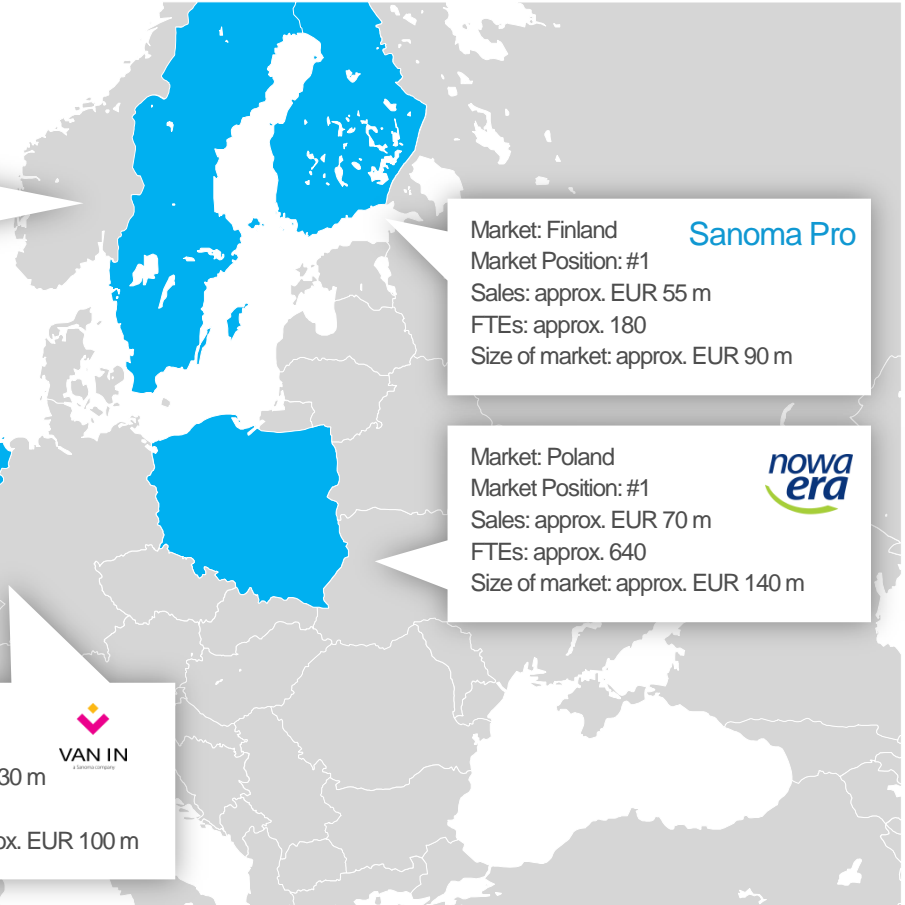 Market: Finland
Sanoma Pro
Market Position: #1
Sales: approx. EUR 55 m
FTEs: approx. 180
Size of market: approx. EUR 90 m
Market: Poland
nowa
era
Market Position: #1
Sales: approx. EUR 70 m
FTEs: approx. 640
Size of market: approx. EUR 140 m
VAN IN
a Sanoma company
30 m
ox. EUR 100 m